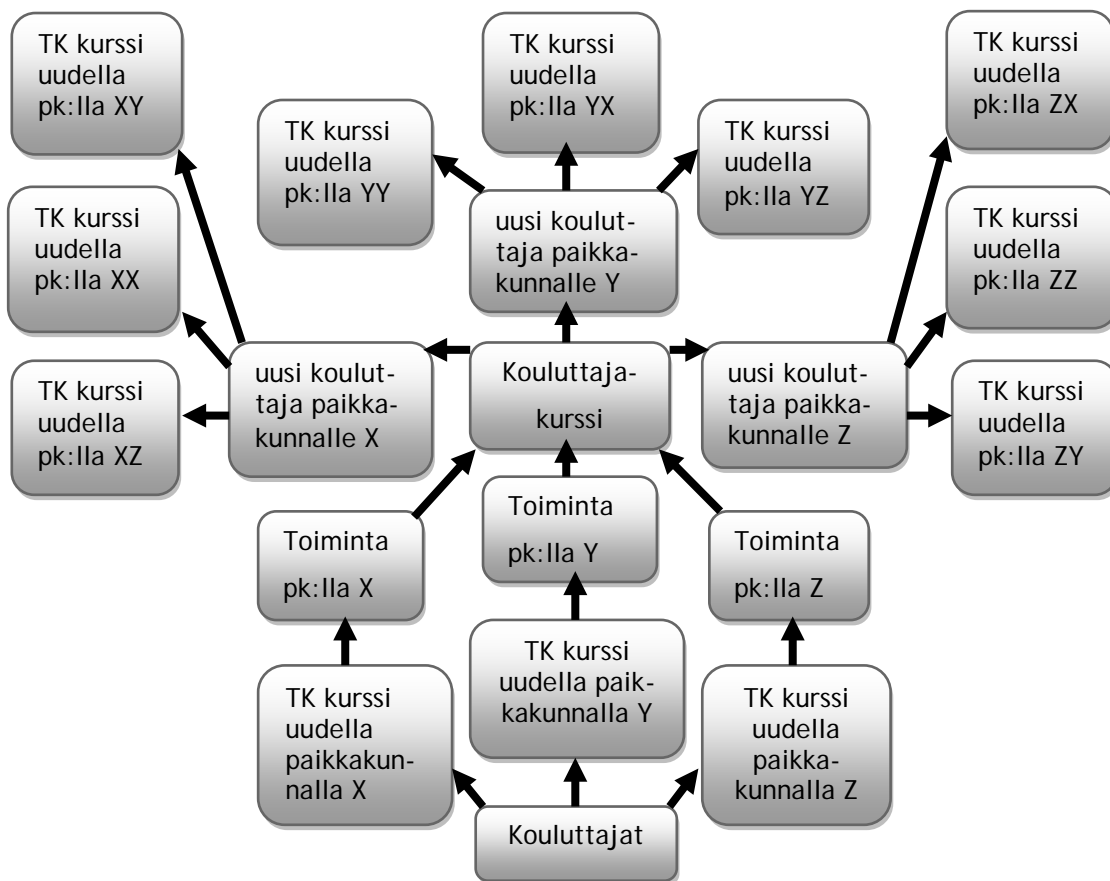 TK kurssi
uudella
pk:lla XY
TK kurssi
uudella
pk:lla YX
TK kurssi
uudella
pk:lla ZX
TK kurssi
uudella
pk:lla YY
TK kurssi
uudella
pk:lla YZ
TK kurssi
uudella
pk:lla XX
uusi koulut-
taja paikka-
kunnalle Y
TK kurssi
uudella
pk:lla ZZ
TK kurssi
uudella
pk:lla XZ
uusi koulut-
taja paikka-
kunnalle X
Kouluttaja-
kurssi
uusi koulut-
taja paikka-
kunnalle Z
TK kurssi
uudella
pk:lla ZY
Toiminta
pk:lla X
Toiminta
pk:lla Y
Toiminta
pk:lla Z
TK kurssi
uudella
paikkakun-
nalla X
TK kurssi
uudella paik-
kakunnalla Y
TK kurssi
uudella
paikka-
kunnalla Z
Kouluttajat